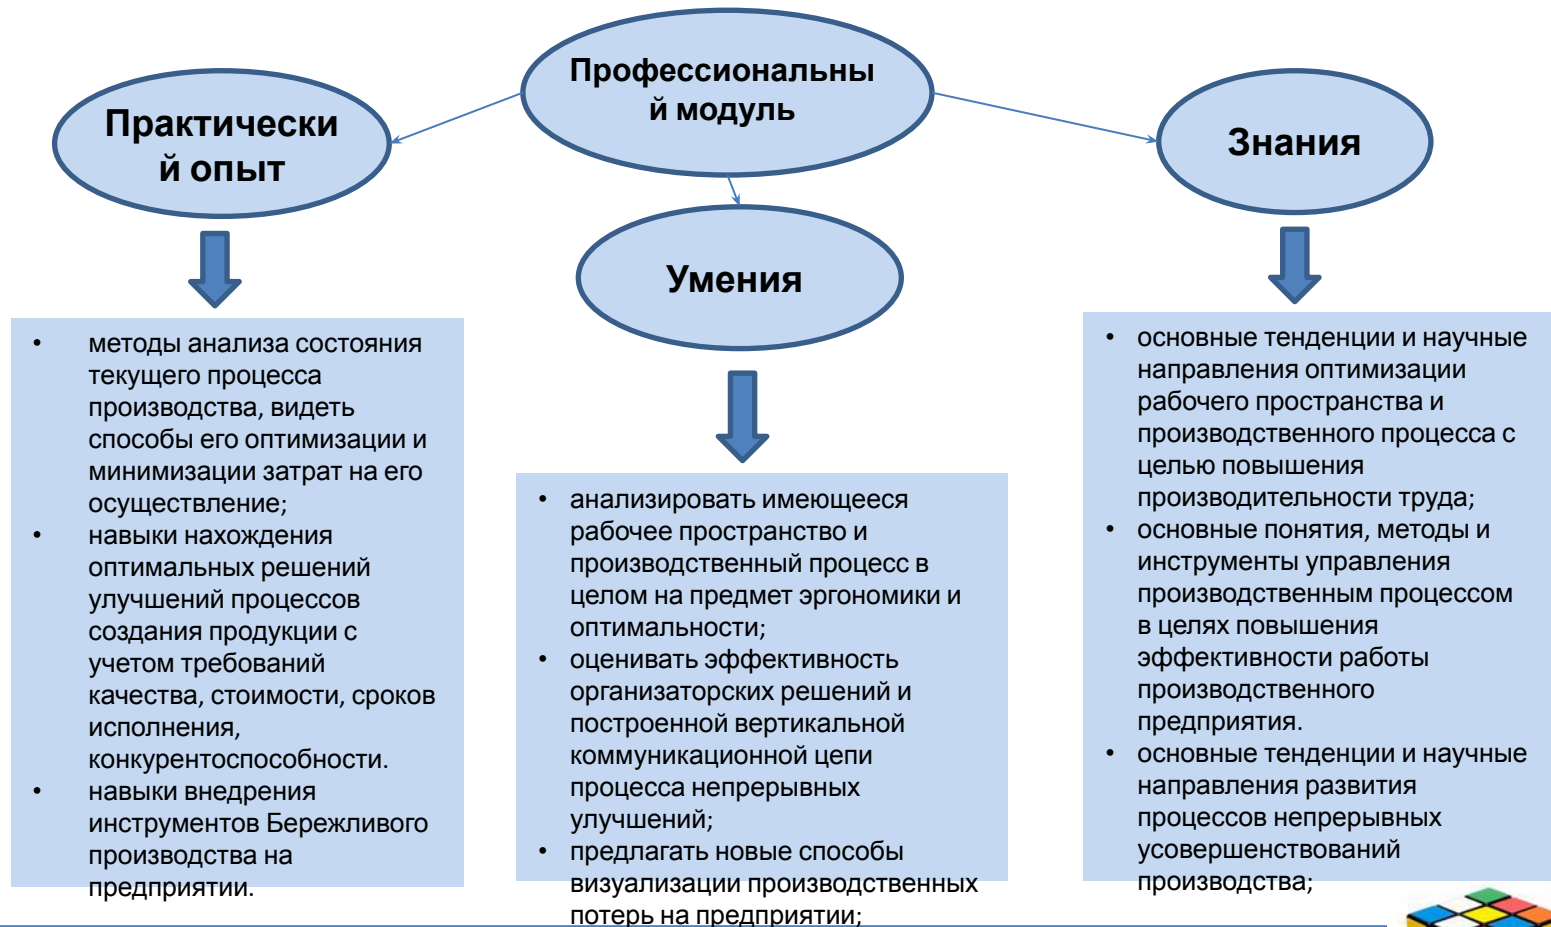 Профессиональны
й модуль
Практически
й опыт
Знания
Умения
• методы анализа состояния
текущего процесса
производства, видеть
способы его оптимизации и
минимизации затрат на его
осуществление;
• навыки нахождения
оптимальных решений
улучшений процессов
создания продукции с
учетом требований
качества, стоимости, сроков
исполнения,
конкурентоспособности.
• навыки внедрения
инструментов Бережливого
производства на
предприятии.
• анализировать имеющееся
рабочее пространство и
производственный процесс в
целом на предмет эргономики и
оптимальности;
• оценивать эффективность
организаторских решений и
построенной вертикальной
коммуникационной цепи
процесса непрерывных
улучшений;
• предлагать новые способы
визуализации производственных
потерь на предприятии;
• основные тенденции и научные
направления оптимизации
рабочего пространства и
производственного процесса с
целью повышения
производительности труда;
• основные понятия, методы и
инструменты управления
производственным процессом
в целях повышения
эффективности работы
производственного
предприятия.
• основные тенденции и научные
направления развития
процессов непрерывных
усовершенствований
производства;